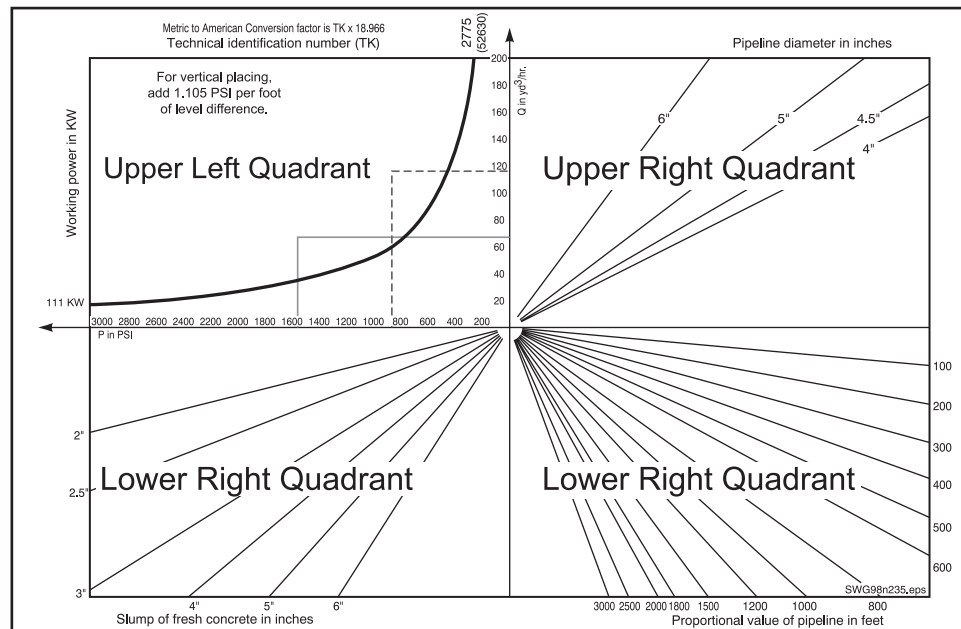 Metric to American Conversion factor is TK x 18.966
Technical identification number (TK)
2775
(52630)
Pipeline diameter in inches
For vertical placing,
add 1.105 PSI per foot
of level difference.
Working power in KW
111 KW
Upper Left Quadrant
Q in yd³/hr.
200
180
160
140
120
100
80
60
40
20
6"
5"
4.5"
4"
Upper Right Quadrant
3000 2800 2600 2400 2200 2000 1800 1600 1400 1200 1000 800 600 400 200
P in PSI
2"
2.5"
3"
4"
5"
6"
Lower Right Quadrant
Slump of fresh concrete in inches
Lower Right Quadrant
100
200
300
400
500
600
SWG98n235.eps
3000 2500 2000 1800 1500 1200 1000 800
Proportional value of pipeline in feet